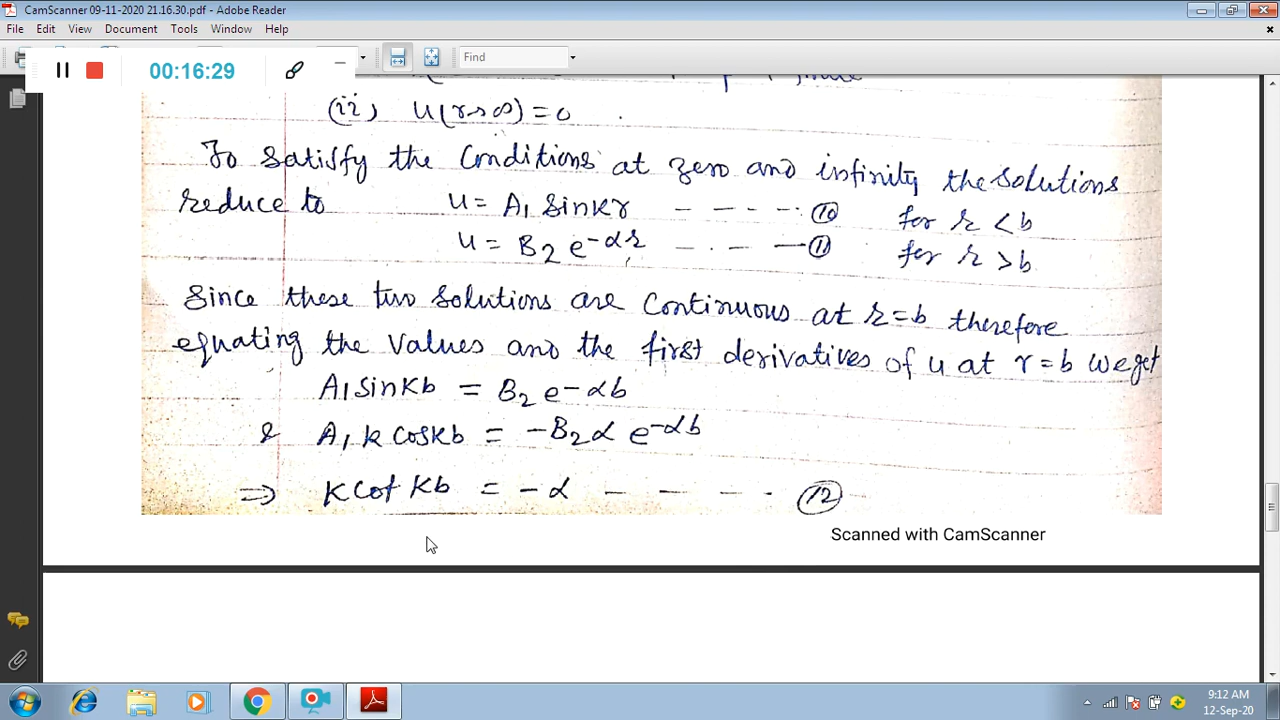 CamScanner 09-11-2020 21.16.30.pdf - Adobe Reader
File Edit View Document Tools Window Help
00:16:29
Find
(ii) u(r→∞) = 0
To satisfy the Conditions at zero and infinity the solutions
reduce to u = A₁ sinkr - - - - - - (10) for r < b
u = B₂ e^-αr - - - - (11) for r > b
Since these two solutions are continuous at r = b therefore
equating the values and the first derivatives of u at r = b we get
A₁ sinkb = B₂ e^-αb
& A₁ k coskb = -B₂ α e^-αb
⇒ K cot Kb = -α - - - - (12)
Scanned with CamScanner
9:12 AM
12-Sep-20